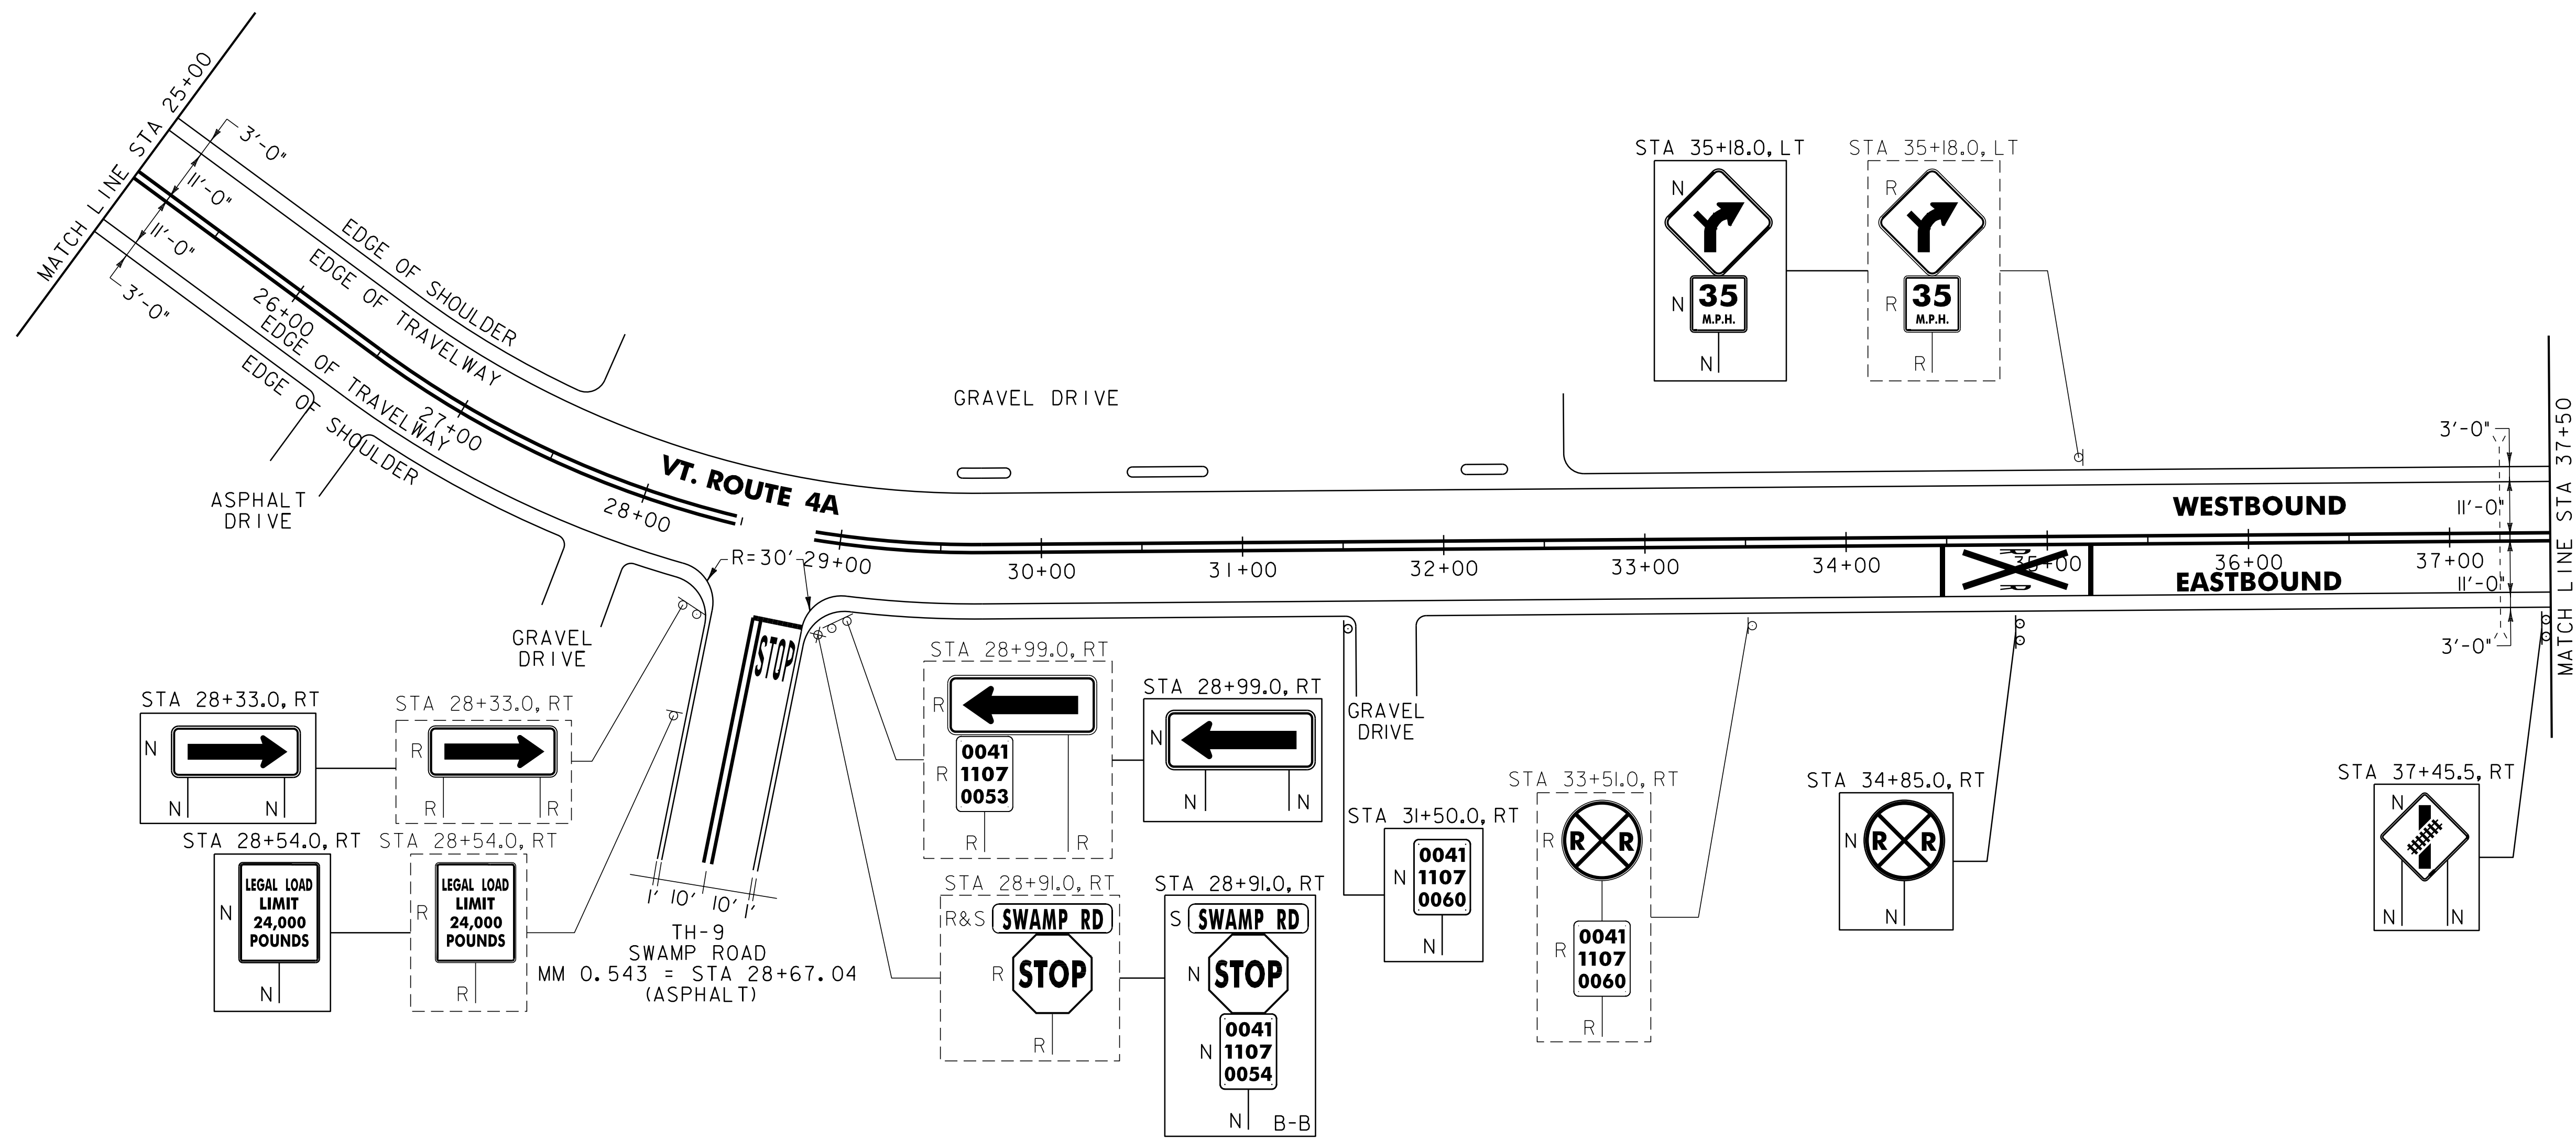 MATCH LINE STA 25+00
3'-0"
11'-0"
11'-0"
3'-0"
EDGE OF SHOULDER
EDGE OF TRAVELWAY
26+00
EDGE OF TRAVELWAY
EDGE OF SHOULDER
27+00
28+00
VT. ROUTE 4A
ASPHALT
DRIVE
GRAVEL
DRIVE
GRAVEL DRIVE
R=30'
29+00
30+00
31+00
32+00
33+00
34+00
35+00
36+00
37+00
R R
WESTBOUND
EASTBOUND
3'-0"
11'-0"
11'-0"
3'-0"
MATCH LINE STA 37+50
STA 35+18.0, LT
N
N
35
M.P.H.
N
STA 35+18.0, LT
R
R
35
M.P.H.
R
STOP
GRAVEL
DRIVE
STA 28+33.0, RT
N
N N
STA 28+33.0, RT
R
R R
STA 28+54.0, RT
N
LEGAL LOAD
LIMIT
24,000
POUNDS
N
STA 28+54.0, RT
R
LEGAL LOAD
LIMIT
24,000
POUNDS
R
1' 10' 10' 1'
TH-9
SWAMP ROAD
MM 0.543 = STA 28+67.04
(ASPHALT)
STA 28+99.0, RT
R
R
0041
1107
0053
R R
STA 28+99.0, RT
N
N N
STA 28+91.0, RT
R&S SWAMP RD
R STOP
R
STA 28+91.0, RT
S SWAMP RD
N STOP
N
0041
1107
0054
N B-B
STA 31+50.0, RT
N
0041
1107
0060
N
STA 33+51.0, RT
R
R R
R
0041
1107
0060
R
STA 34+85.0, RT
N
R R
N
STA 37+45.5, RT
N
N N